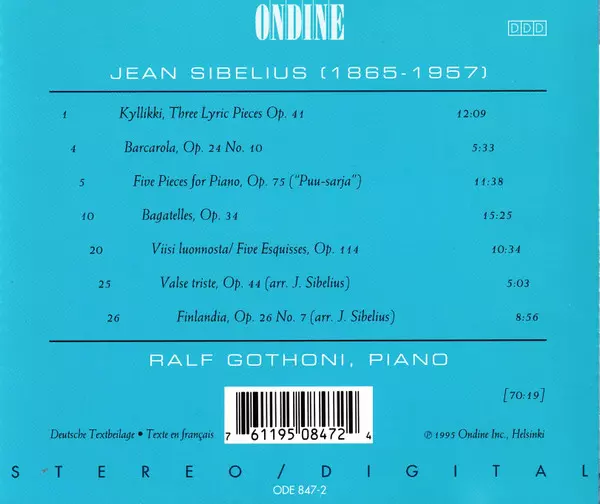 ONDINE
DDD
JEAN SIBELIUS (1865-1957)
1 Kyllikki, Three Lyric Pieces Op. 41 12:09
4 Barcarola, Op. 24 No. 10 5:33
5 Five Pieces for Piano, Op. 75 ("Puu-sarja") 11:38
10 Bagatelles, Op. 34 15:25
20 Viisi luonnosta/ Five Esquisses, Op. 114 10:34
25 Valse triste, Op. 44 (arr. J. Sibelius) 5:03
26 Finlandia, Op. 26 No. 7 (arr. J. Sibelius) 8:56
RALF GOTHONI, PIANO
[70:19]
Deutsche Textbeilage • Texte en français
7 61195 08472 4
℗ 1995 Ondine Inc., Helsinki
STEREO/DIGITAL
ODE 847-2